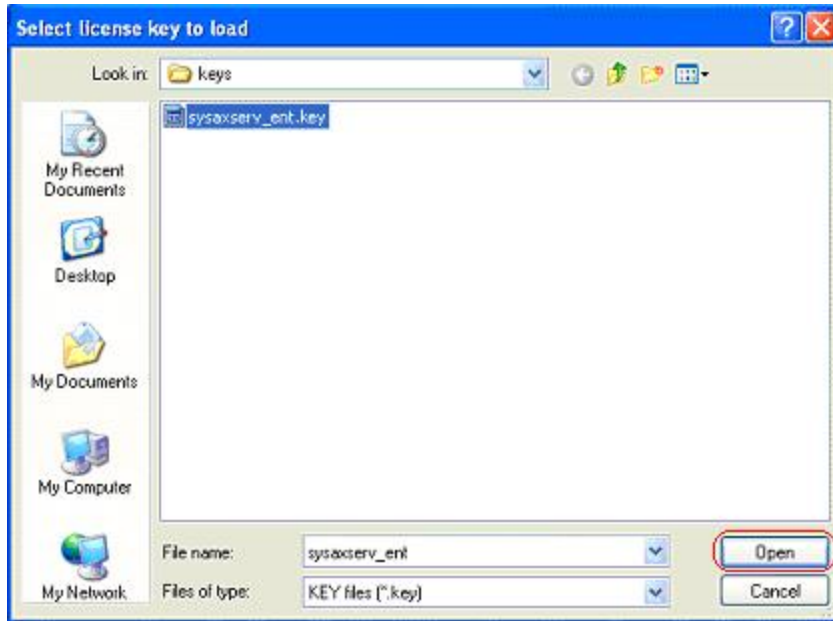 Select license key to load
Look in: keys
sysaxserv_ent.key
My Recent
Documents
Desktop
My Documents
My Computer
My Network
File name: sysaxserv_ent Open
Files of type: KEY files (*.key) Cancel